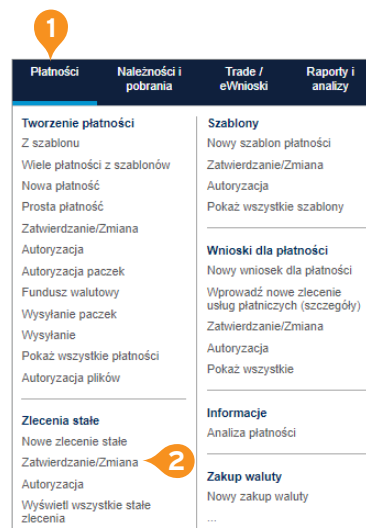 1
Płatności
Należności i
pobrania
Trade /
eWnioski
Raporty i
analizy
Tworzenie płatności
Z szablonu
Wiele płatności z szablonów
Nowa płatność
Prosta płatność
Zatwierdzanie/Zmiana
Autoryzacja
Autoryzacja paczek
Fundusz walutowy
Wysyłanie paczek
Wysyłanie
Pokaż wszystkie płatności
Autoryzacja plików
Zlecenia stałe
Nowe zlecenie stałe
Zatwierdzanie/Zmiana
2
Autoryzacja
Wyświetl wszystkie stałe
zlecenia
Szablony
Nowy szablon płatności
Zatwierdzanie/Zmiana
Autoryzacja
Pokaż wszystkie szablony
Wnioski dla płatności
Nowy wniosek dla płatności
Wprowadź nowe zlecenie
usług płatniczych (szczegóły)
Zatwierdzanie/Zmiana
Autoryzacja
Pokaż wszystkie
Informacje
Analiza płatności
Zakup waluty
Nowy zakup waluty
...